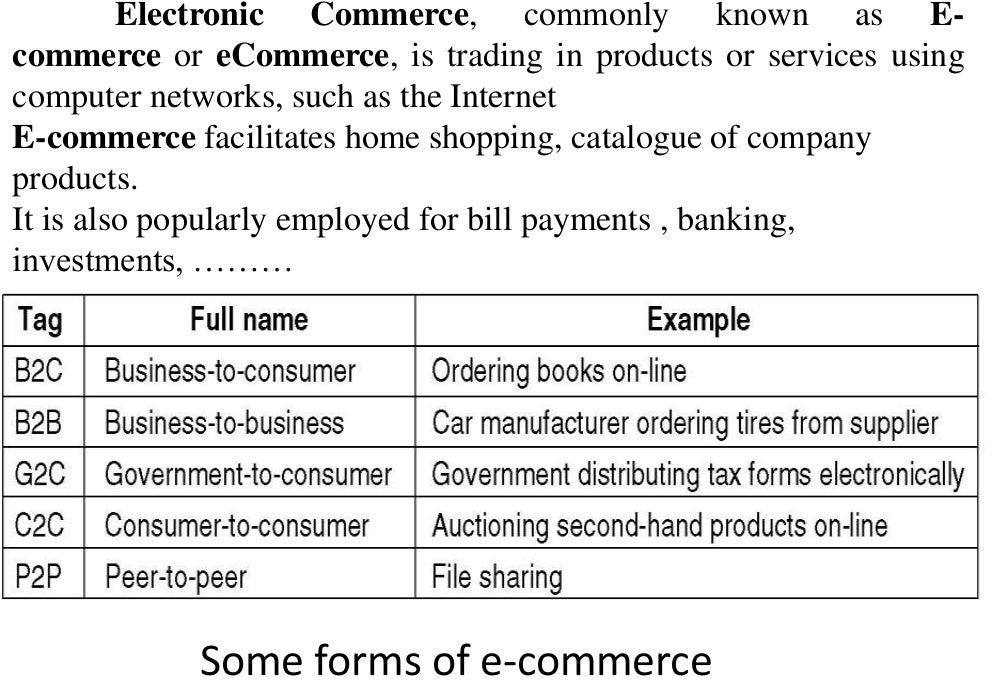 Electronic Commerce, commonly known as E-
commerce or eCommerce, is trading in products or services using
computer networks, such as the Internet
E-commerce facilitates home shopping, catalogue of company
products.
It is also popularly employed for bill payments , banking,
investments, ………
Tag Full name Example
B2C Business-to-consumer Ordering books on-line
B2B Business-to-business Car manufacturer ordering tires from supplier
G2C Government-to-consumer Government distributing tax forms electronically
C2C Consumer-to-consumer Auctioning second-hand products on-line
P2P Peer-to-peer File sharing
Some forms of e-commerce